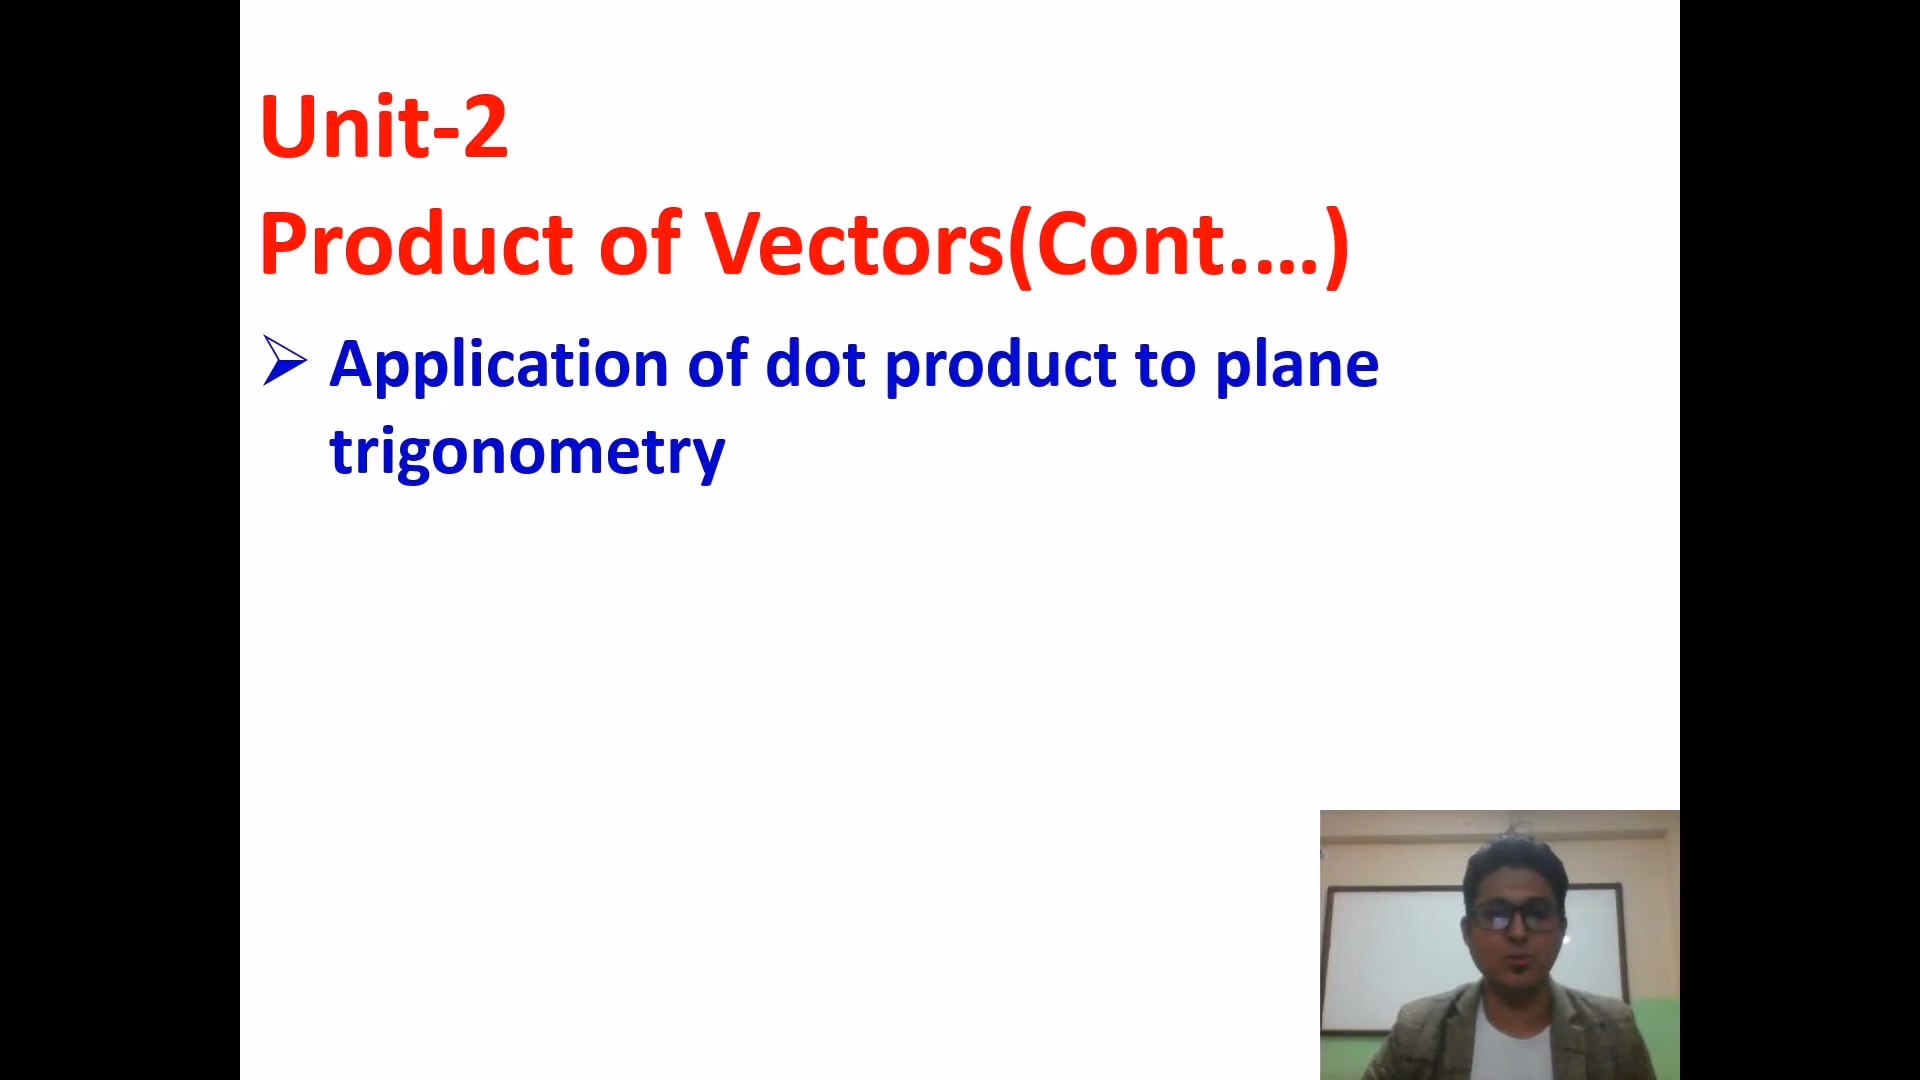 Unit-2
Product of Vectors(Cont.…)
➢ Application of dot product to plane
trigonometry